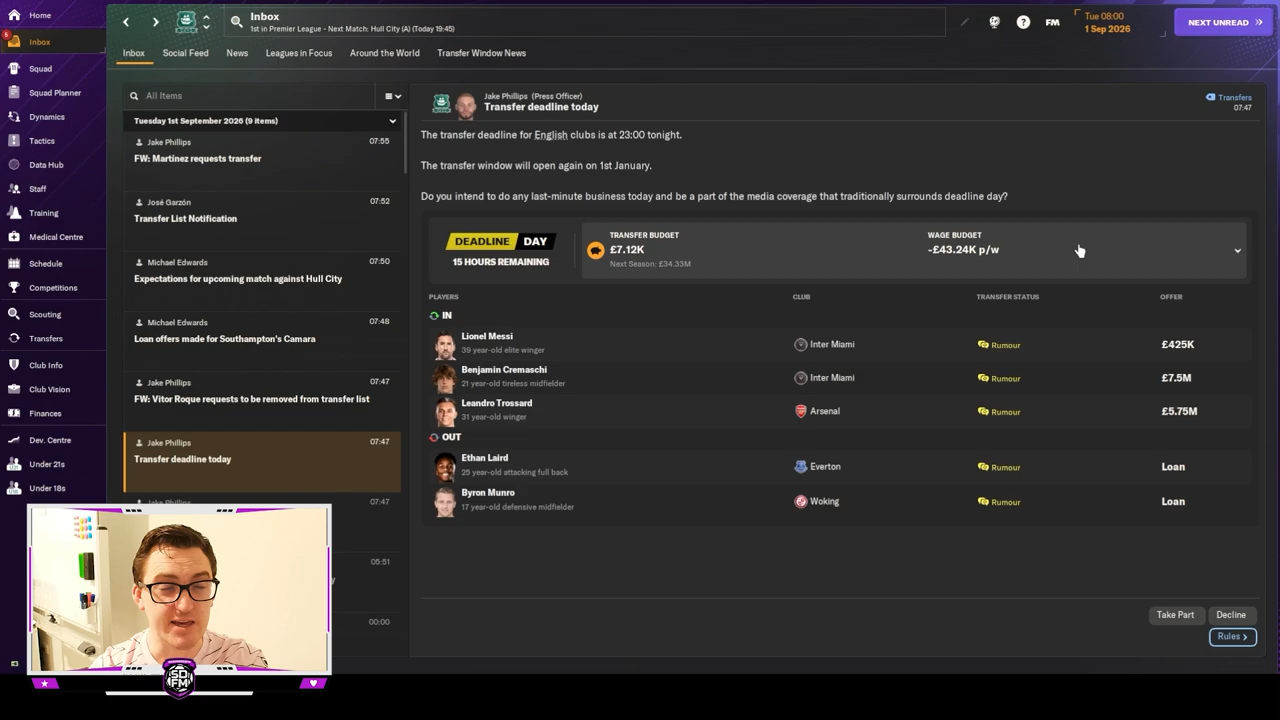 Home
Inbox
6
Squad
Squad Planner
Dynamics
Tactics
Data Hub
Staff
Training
Medical Centre
Schedule
Competitions
Scouting
Transfers
Club Info
Club Vision
Finances
Dev. Centre
Under 21s
Under 18s
Inbox
1st in Premier League - Next Match: Hull City (A) (Today 19:45)
FM
Tue 08:00
1 Sep 2026
NEXT UNREAD
Inbox Social Feed News Leagues in Focus Around the World Transfer Window News
All Items
Tuesday 1st September 2026 (9 items)
Jake Phillips 07:55
FW: Martínez requests transfer
José Garzón 07:52
Transfer List Notification
Michael Edwards 07:50
Expectations for upcoming match against Hull City
Michael Edwards 07:48
Loan offers made for Southampton's Camara
Jake Phillips 07:47
FW: Vitor Roque requests to be removed from transfer list
Jake Phillips 07:47
Transfer deadline today
Jake Phillips 07:47
05:51
00:00
Jake Phillips (Press Officer)
Transfer deadline today
Transfers
07:47
The transfer deadline for English clubs is at 23:00 tonight.
The transfer window will open again on 1st January.
Do you intend to do any last-minute business today and be a part of the media coverage that traditionally surrounds deadline day?
DEADLINE DAY
15 HOURS REMAINING
TRANSFER BUDGET
£7.12K
Next Season: £34.33M
WAGE BUDGET
-£43.24K p/w
PLAYERS CLUB TRANSFER STATUS OFFER
IN
Lionel Messi
39 year-old elite winger
Inter Miami Rumour £425K
Benjamin Cremaschi
21 year-old tireless midfielder
Inter Miami Rumour £7.5M
Leandro Trossard
31 year-old winger
Arsenal Rumour £5.75M
OUT
Ethan Laird
25 year-old attacking full back
Everton Rumour Loan
Byron Munro
17 year-old defensive midfielder
Woking Rumour Loan
Take Part Decline
Rules
SD
FM